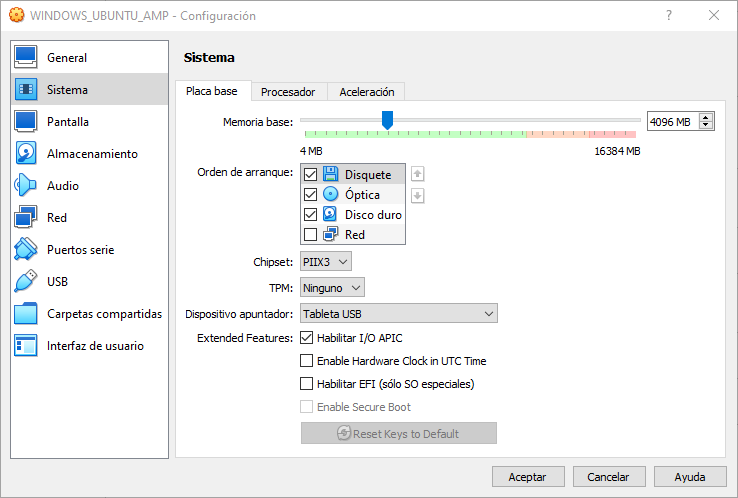 WINDOWS_UBUNTU_AMP - Configuración
?
General
Sistema
Pantalla
Almacenamiento
Audio
Red
Puertos serie
USB
Carpetas compartidas
Interfaz de usuario
Sistema
Placa base Procesador Aceleración
Memoria base: 4096 MB
4 MB 16384 MB
Orden de arranque: Disquete
Óptica
Disco duro
Red
Chipset: PIIX3
TPM: Ninguno
Dispositivo apuntador: Tableta USB
Extended Features: Habilitar I/O APIC
Enable Hardware Clock in UTC Time
Habilitar EFI (sólo SO especiales)
Enable Secure Boot
Reset Keys to Default
Aceptar Cancelar Ayuda